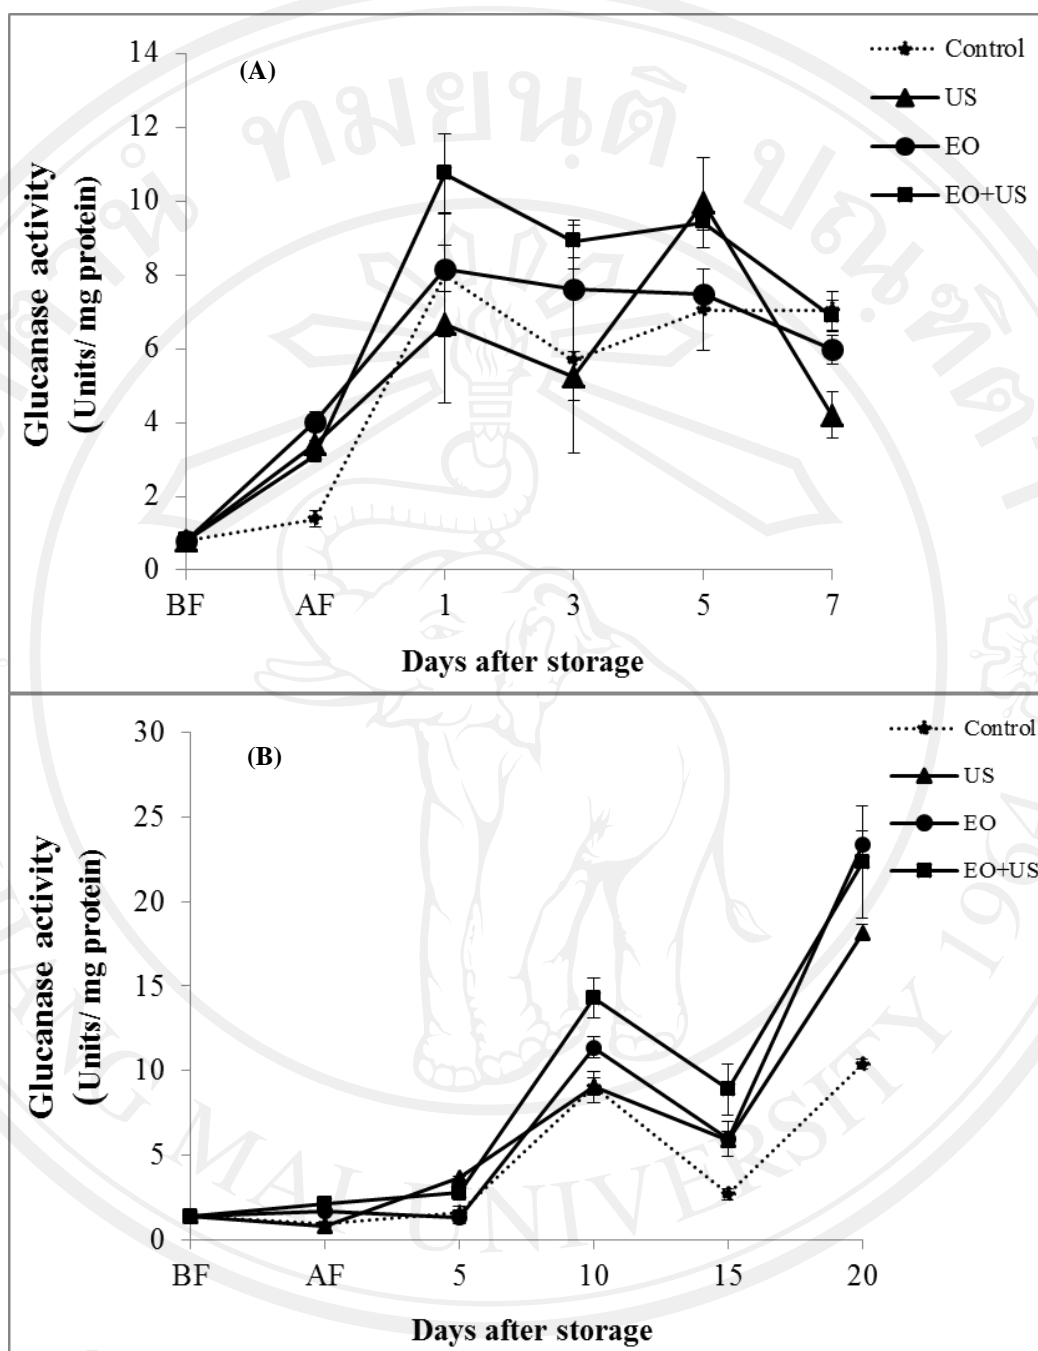 14
12
10
8
6
4
2
0
(A)
Control
US
EO
EO+US
Glucanase activity
(Units/ mg protein)
BF AF 1 3 5 7
Days after storage
30
25
20
15
10
5
0
(B)
Control
US
EO
EO+US
Glucanase activity
(Units/ mg protein)
BF AF 5 10 15 20
Days after storage
UNIVERSITY 1964